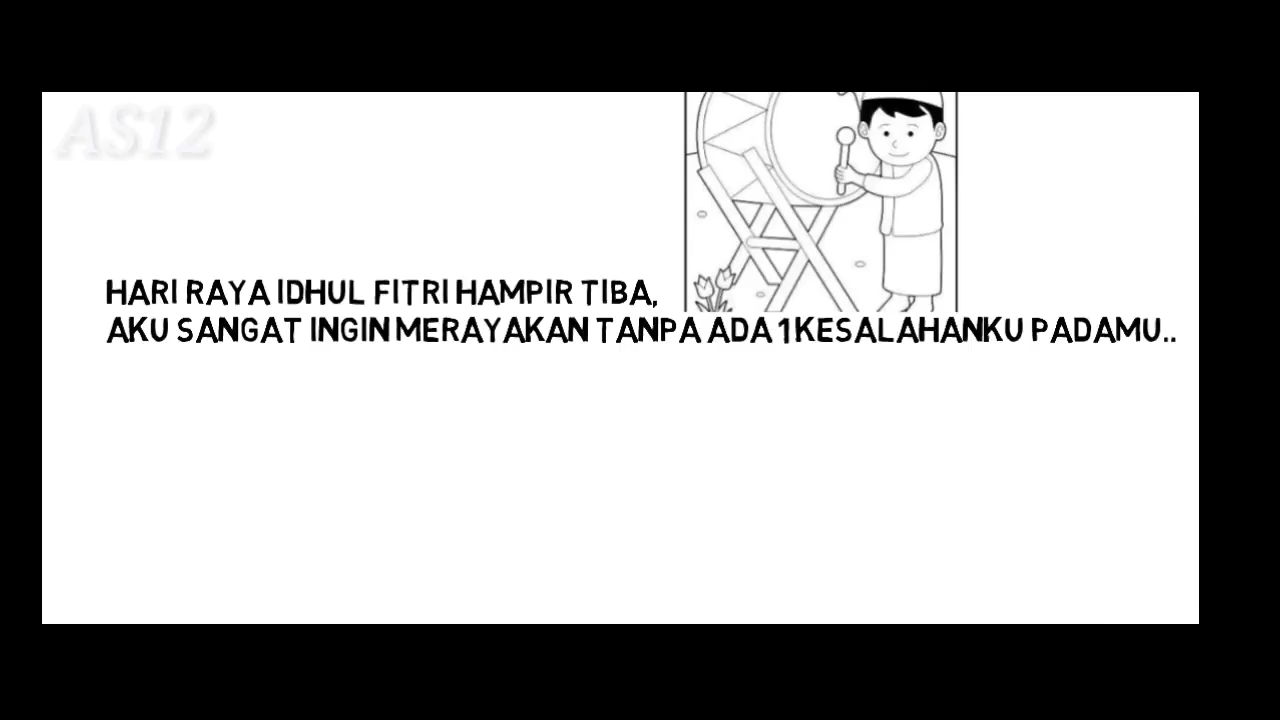 AS12
HARI RAYA IDHUL FITRI HAMPIR TIBA,
AKU SANGAT INGIN MERAYAKAN TANPA ADA 1 KESALAHANKU PADAMU..